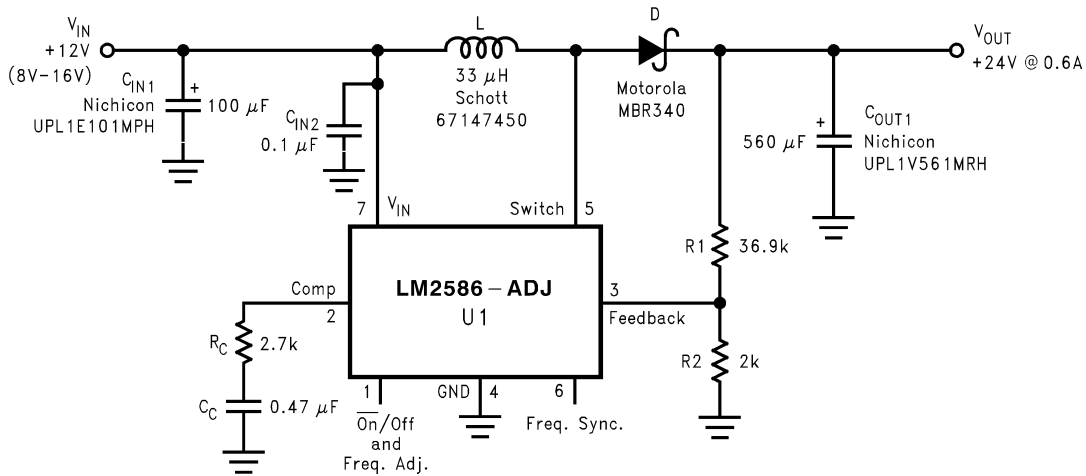 V_IN
+12V
(8V-16V)
C_IN1
Nichicon
UPL1E101MPH
+
100 μF
C_IN2
0.1 μF
L
33 μH
Schott
67147450
D
Motorola
MBR340
V_OUT
+24V @ 0.6A
+
560 μF
C_OUT1
Nichicon
UPL1V561MRH
7
V_IN
Switch
5
R1
36.9k
LM2586-ADJ
U1
Comp
2
3
Feedback
R_C
2.7k
C_C
0.47 μF
R2
2k
1
GND
4
6
O̅n̅/Off
and
Freq. Adj.
Freq. Sync.